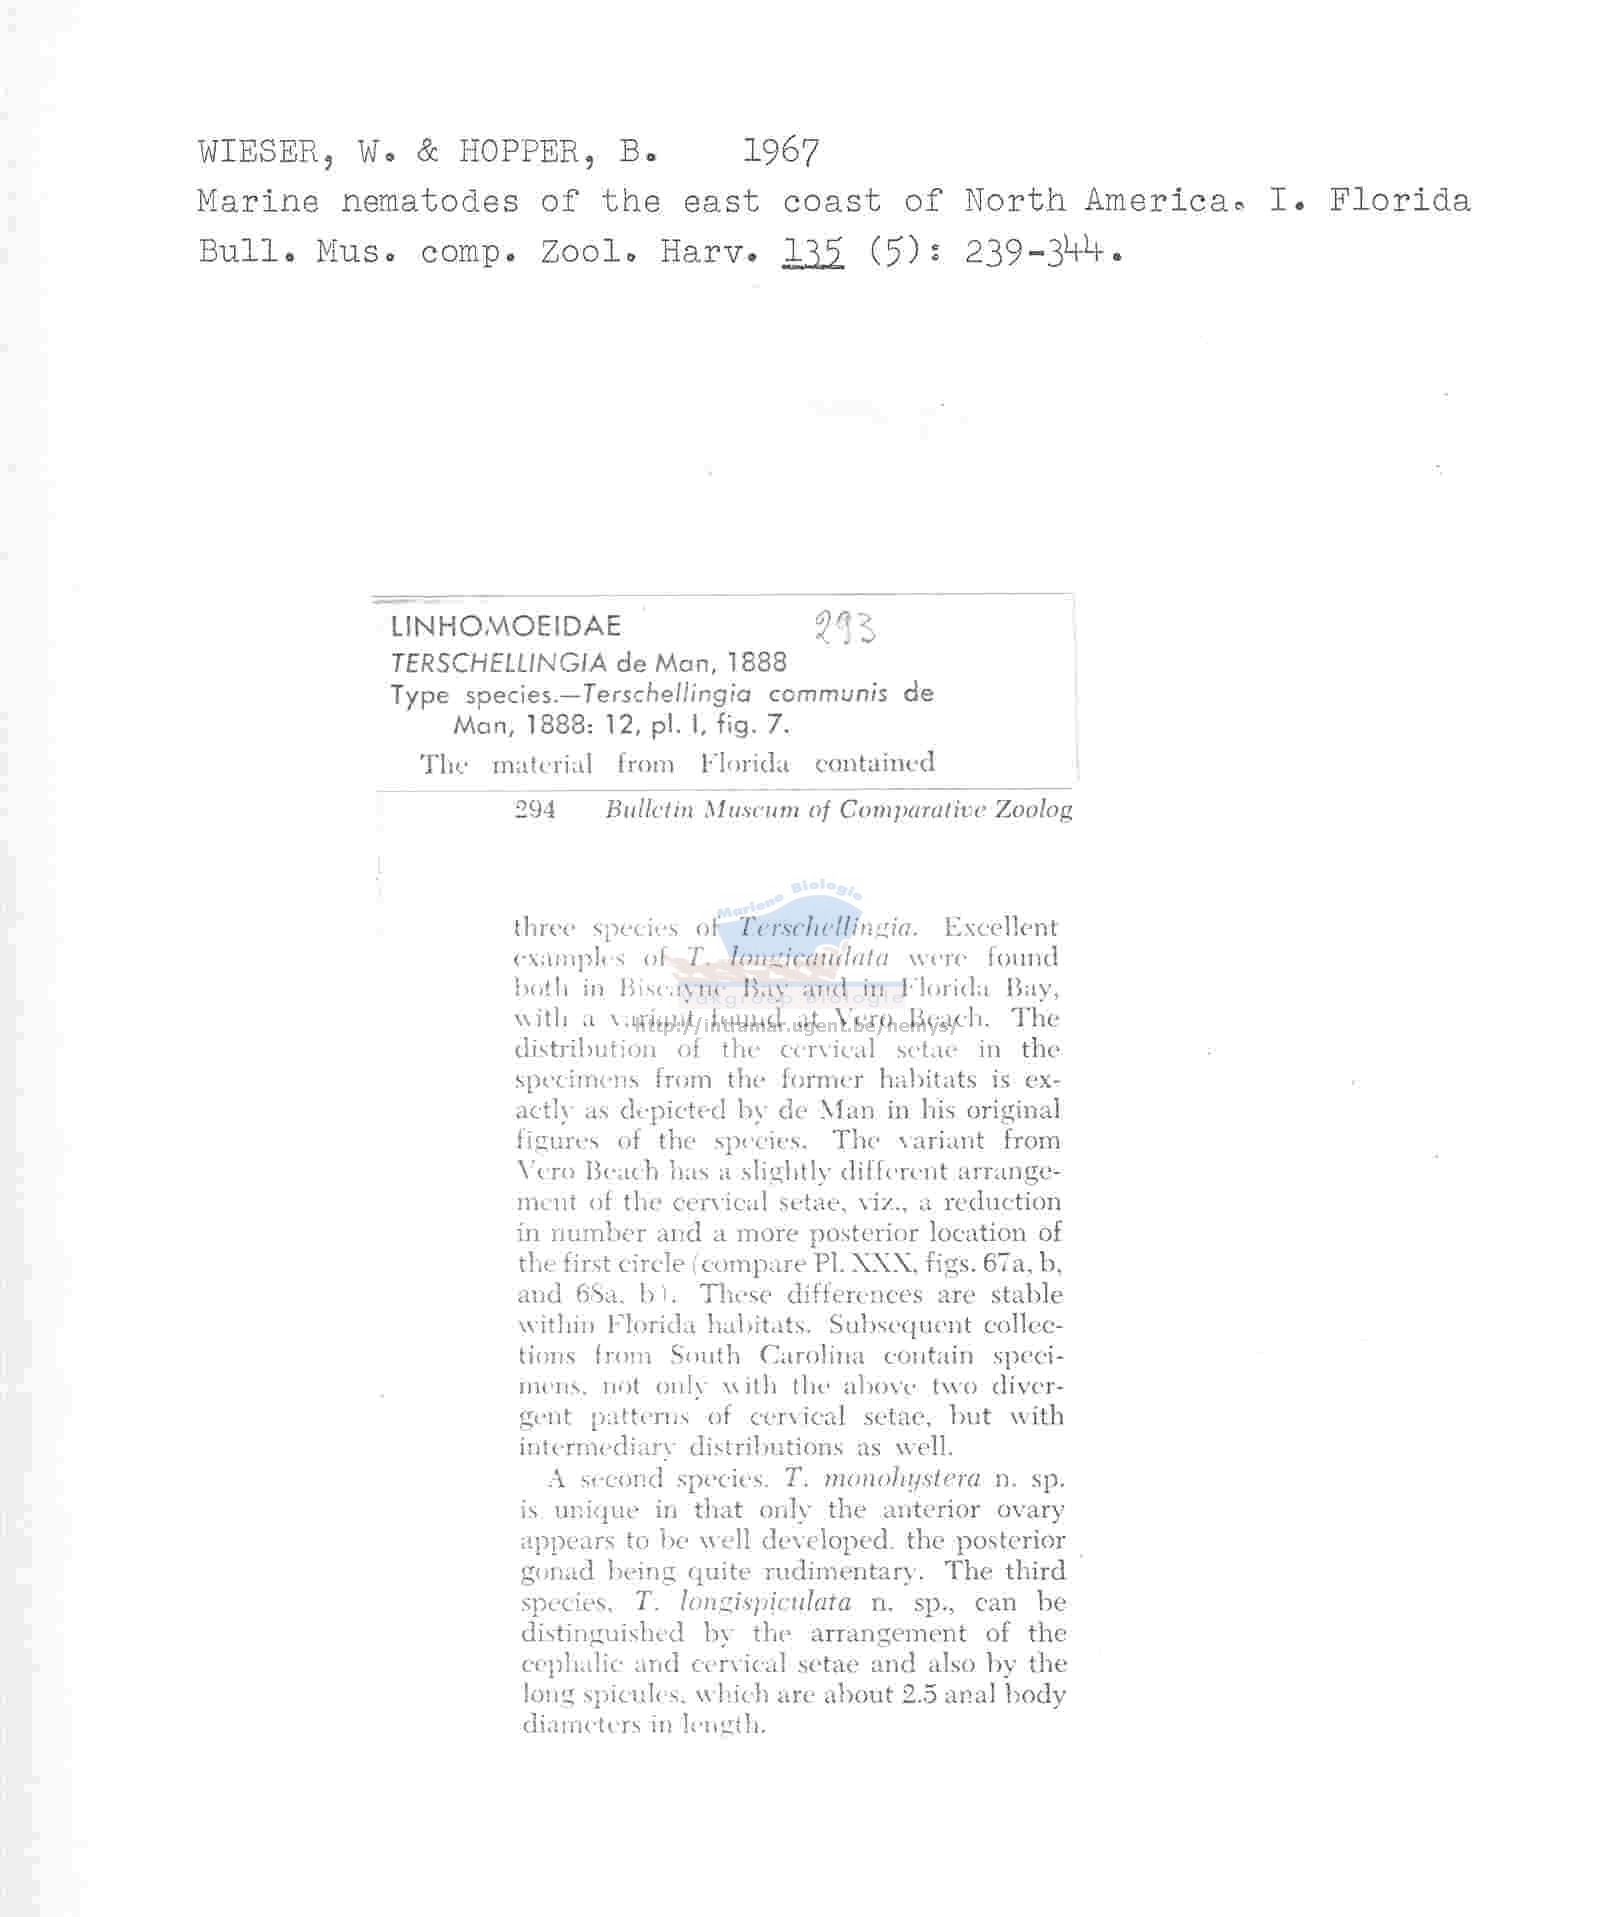 WIESER, W. & HOPPER, B. 1967
Marine nematodes of the east coast of North America. I. Florida
Bull. Mus. comp. Zool. Harv. 135 (5): 239-344.
LINHOMOEIDAE 293
TERSCHELLINGIA de Man, 1888
Type species.—Terschellingia communis de
Man, 1888: 12, pl. I, fig. 7.
The material from Florida contained
294 Bulletin Museum of Comparative Zoolog
Mariene Biologie
three species of Terschellingia. Excellent
examples of T. longicaudata were found
both in Biscayne Bay and in Florida Bay,
Vakgroep Biologie
with a variant found at Vero Beach. The
http://intramar.ugent.be/nemys/
distribution of the cervical setae in the
specimens from the former habitats is ex-
actly as depicted by de Man in his original
figures of the species. The variant from
Vero Beach has a slightly different arrange-
ment of the cervical setae, viz., a reduction
in number and a more posterior location of
the first circle (compare Pl. XXX, figs. 67a, b,
and 68a, b). These differences are stable
within Florida habitats. Subsequent collec-
tions from South Carolina contain speci-
mens, not only with the above two diver-
gent patterns of cervical setae, but with
intermediary distributions as well.
A second species, T. monohystera n. sp.
is unique in that only the anterior ovary
appears to be well developed, the posterior
gonad being quite rudimentary. The third
species, T. longispiculata n. sp., can be
distinguished by the arrangement of the
cephalic and cervical setae and also by the
long spicules, which are about 2.5 anal body
diameters in length.